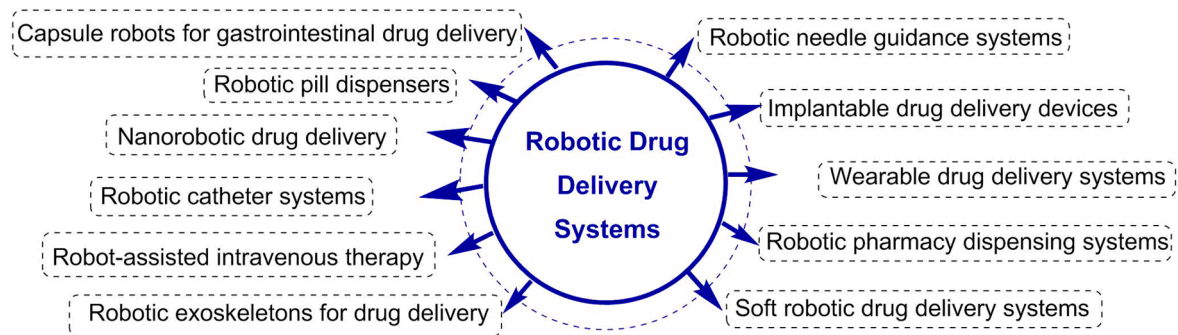 Capsule robots for gastrointestinal drug delivery
Robotic pill dispensers
Nanorobotic drug delivery
Robotic catheter systems
Robot-assisted intravenous therapy
Robotic exoskeletons for drug delivery
Robotic Drug
Delivery
Systems
Robotic needle guidance systems
Implantable drug delivery devices
Wearable drug delivery systems
Robotic pharmacy dispensing systems
Soft robotic drug delivery systems